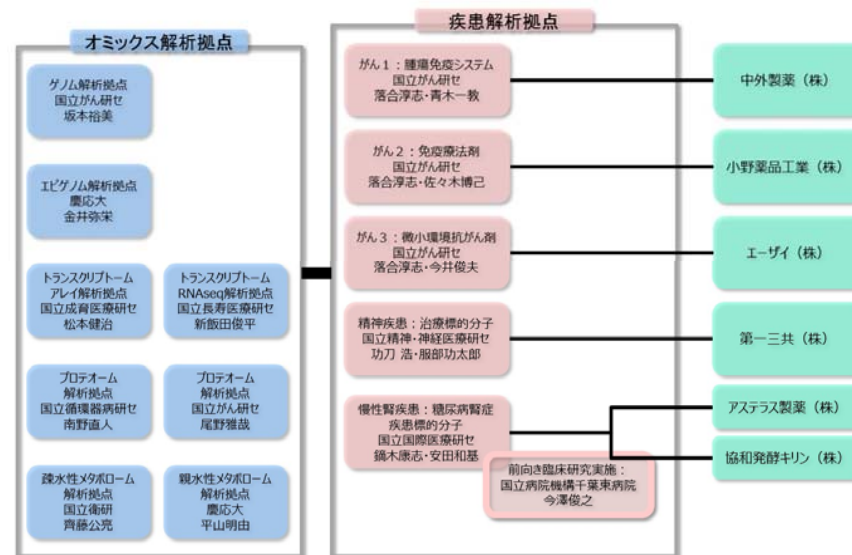 オミックス解析拠点
ゲノム解析拠点
国立がん研セ
坂本裕美
エピゲノム解析拠点
慶応大
金井弥栄
トランスクリプトーム
アレイ解析拠点
国立成育医療研セ
松本健治
トランスクリプトーム
RNAseq解析拠点
国立長寿医療研セ
新飯田俊平
プロテオーム
解析拠点
国立循環器病研セ
南野直人
プロテオーム
解析拠点
国立がん研セ
尾野雅哉
疎水性メタボローム
解析拠点
国立衛研
齊藤公亮
親水性メタボローム
解析拠点
慶応大
平山明由
疾患解析拠点
がん1：腫瘍免疫システム
国立がん研セ
落合淳志・青木一教
がん2：免疫療法剤
国立がん研セ
落合淳志・佐々木博己
がん3：微小環境抗がん剤
国立がん研セ
落合淳志・今井俊夫
精神疾患：治療標的分子
国立精神・神経医療研セ
功刀 浩・服部功太郎
慢性腎疾患：糖尿病腎症
疾患標的分子
国立国際医療研セ
鏑木康志・安田和基
前向き臨床研究実施：
国立病院機構千葉東病院
今澤俊之
中外製薬（株）
小野薬品工業（株）
エーザイ（株）
第一三共（株）
アステラス製薬（株）
協和発酵キリン（株）